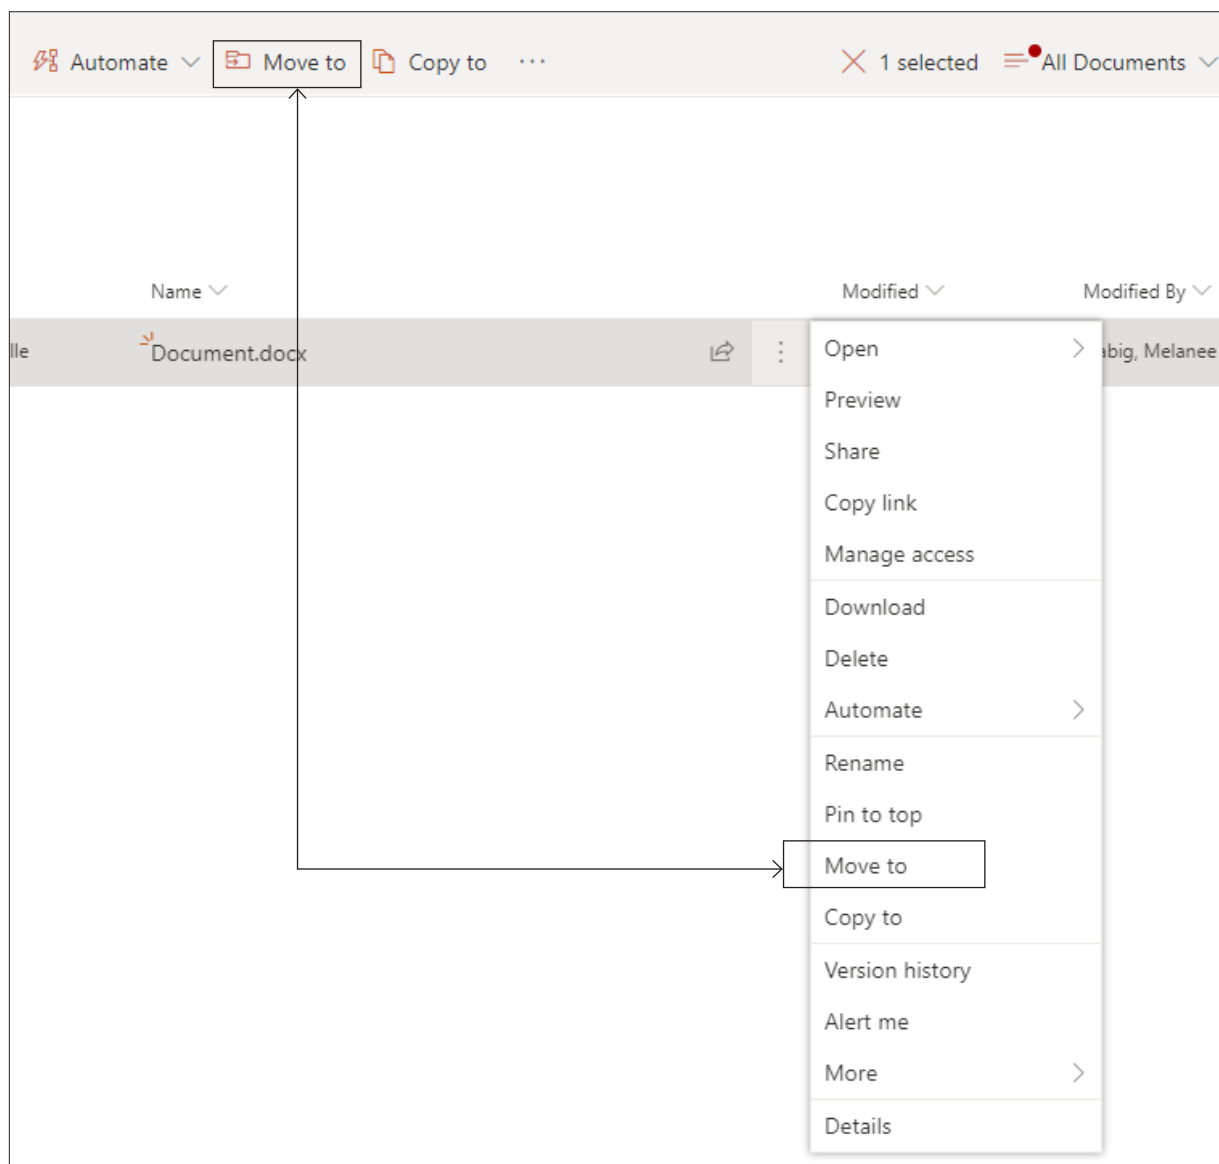 Automate Move to Copy to ... 1 selected All Documents
Name Modified Modified By
lle Document.docx abig, Melanee
Open
Preview
Share
Copy link
Manage access
Download
Delete
Automate
Rename
Pin to top
Move to
Copy to
Version history
Alert me
More
Details